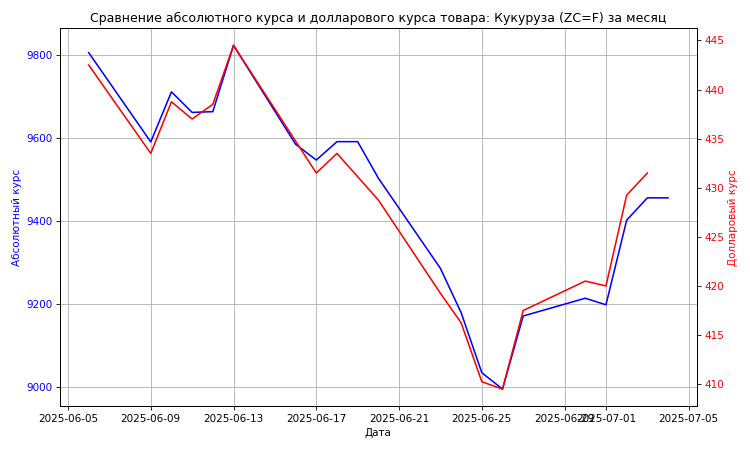 Сравнение абсолютного курса и долларового курса товара: Кукуруза (ZC=F) за месяц
Абсолютный курс
9800
9600
9400
9200
9000
445
440
435
430
425
420
415
410
Долларовый курс
2025-06-05 2025-06-09 2025-06-13 2025-06-17 2025-06-21 2025-06-25 2025-06-29 2025-07-01 2025-07-05
Дата